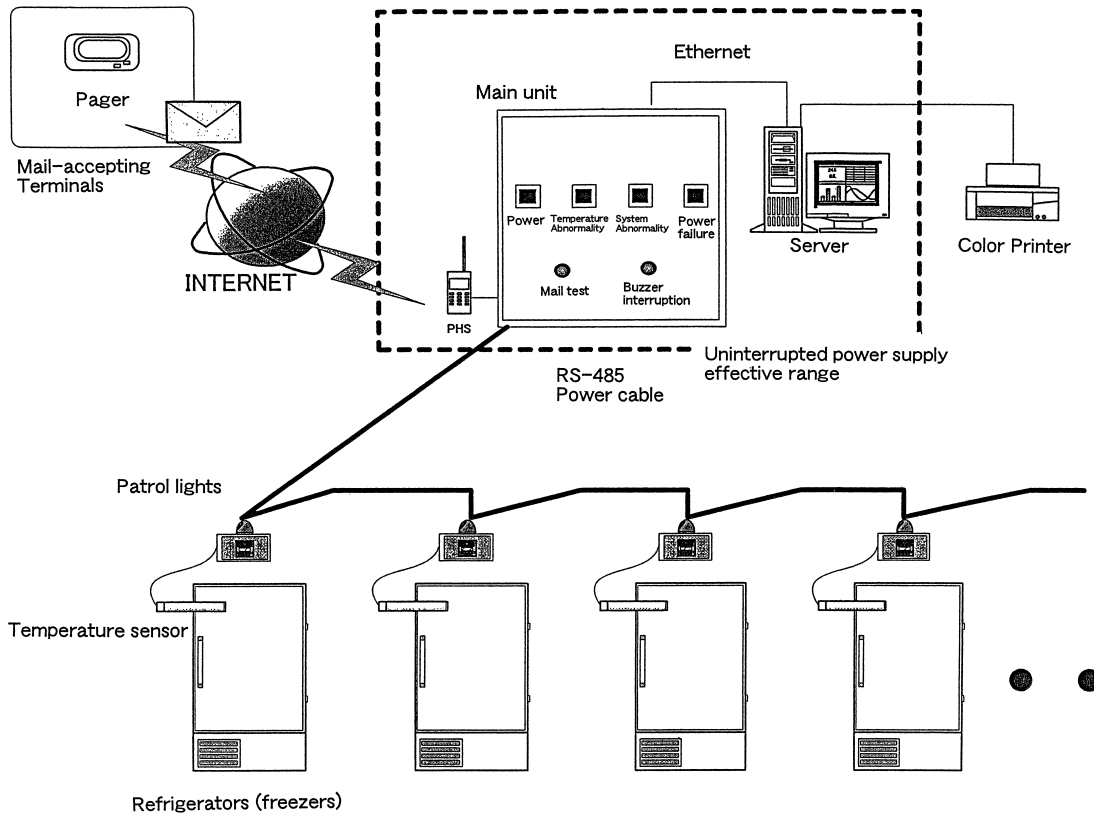 Pager
Mail-accepting
Terminals
INTERNET
PHS
Ethernet
Main unit
Power
Temperature
Abnormality
System
Abnormality
Power
failure
Mail test
Buzzer
interruption
Server
Color Printer
Uninterrupted power supply
effective range
RS-485
Power cable
Patrol lights
Temperature sensor
Refrigerators (freezers)